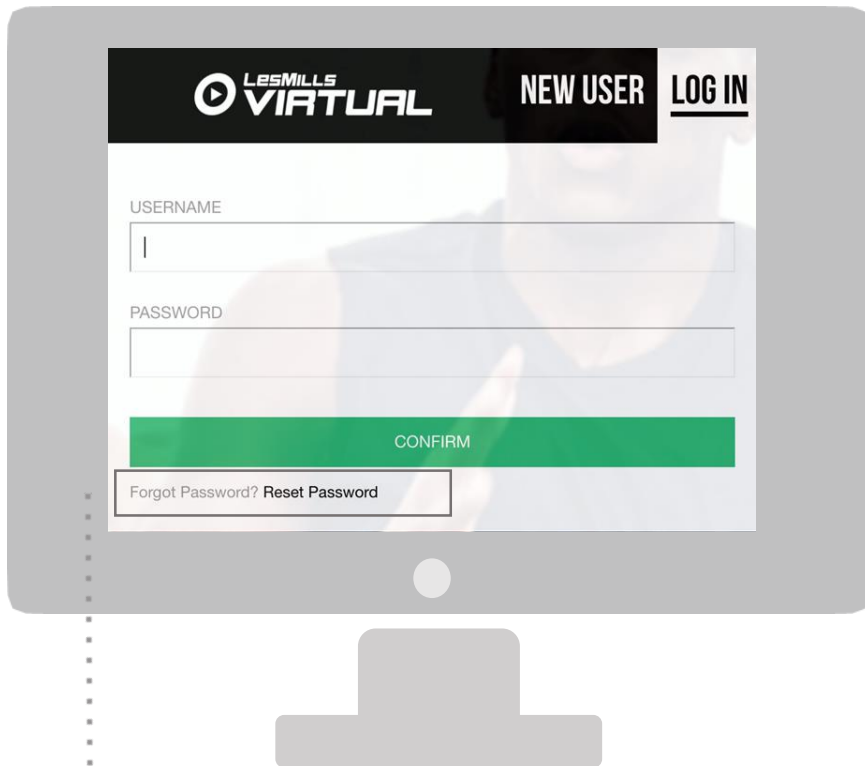 LESMILLS
VIRTUAL
NEW USER
LOG IN
USERNAME
PASSWORD
CONFIRM
Forgot Password? Reset Password